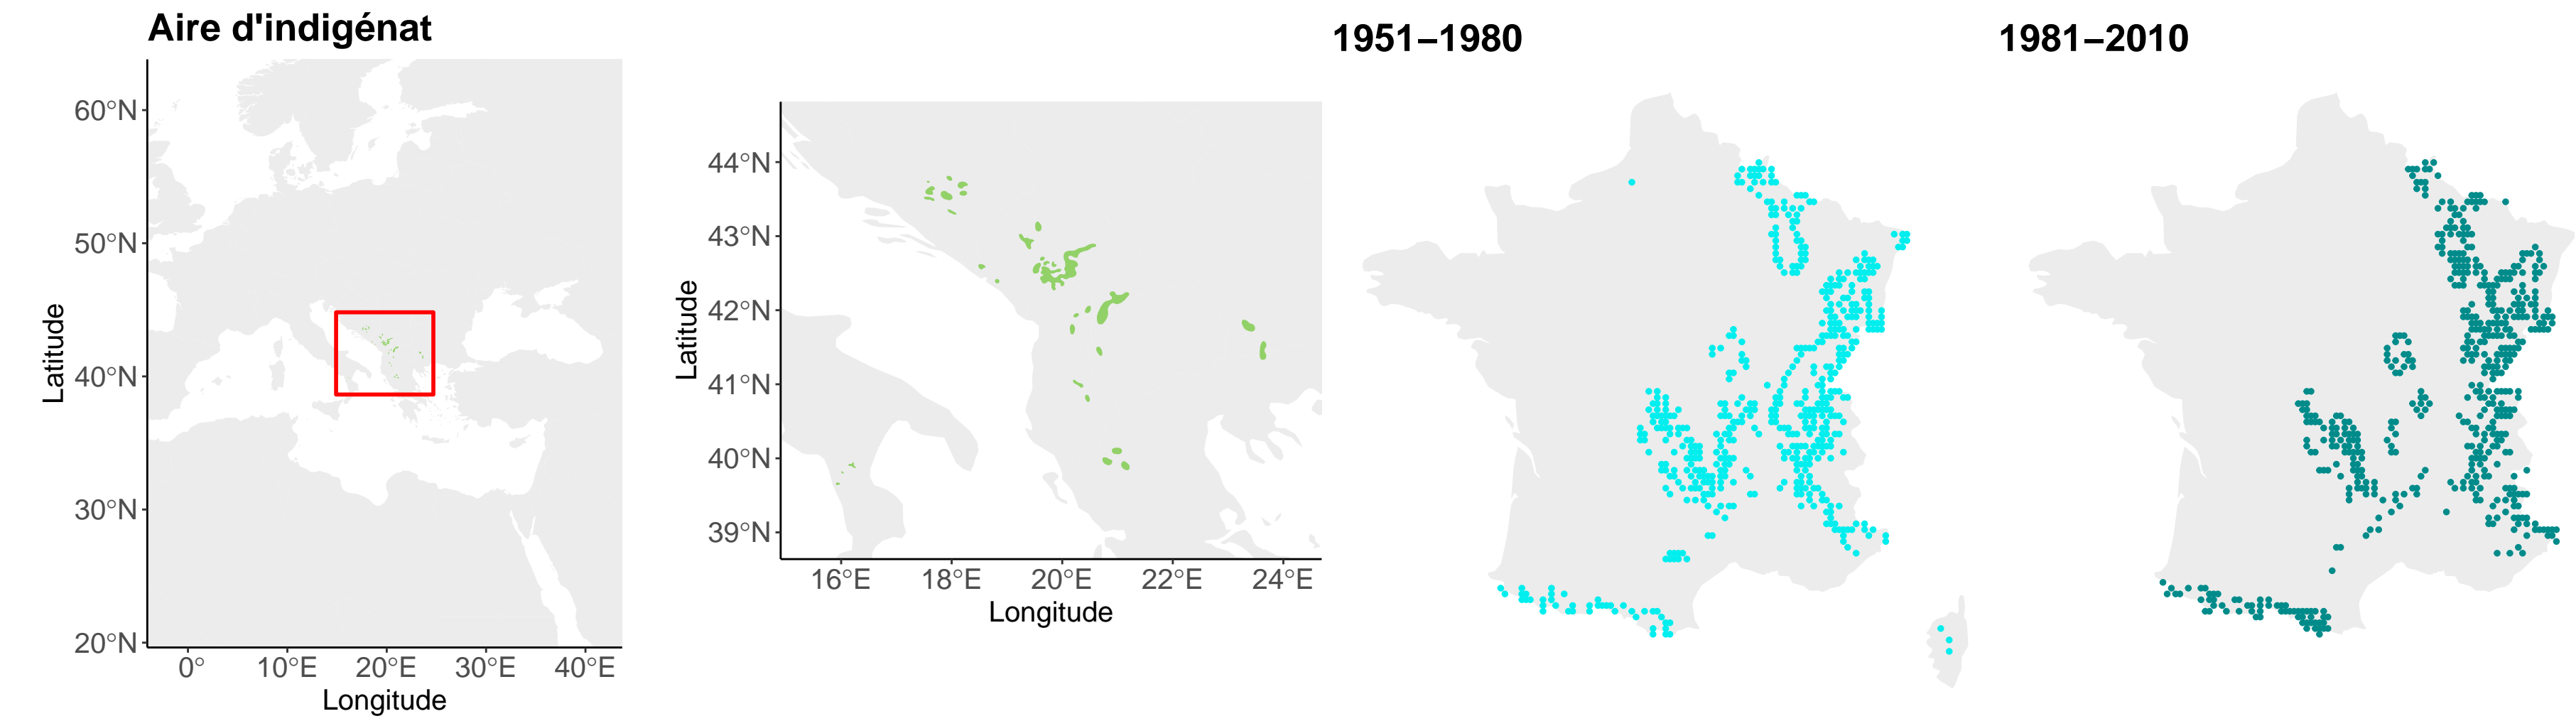 Aire d'indigénat
60°N
50°N
40°N
30°N
20°N
Latitude
0°
10°E
20°E
30°E
40°E
Longitude
44°N
43°N
42°N
41°N
40°N
39°N
Latitude
16°E
18°E
20°E
22°E
24°E
Longitude
1951–1980
1981–2010